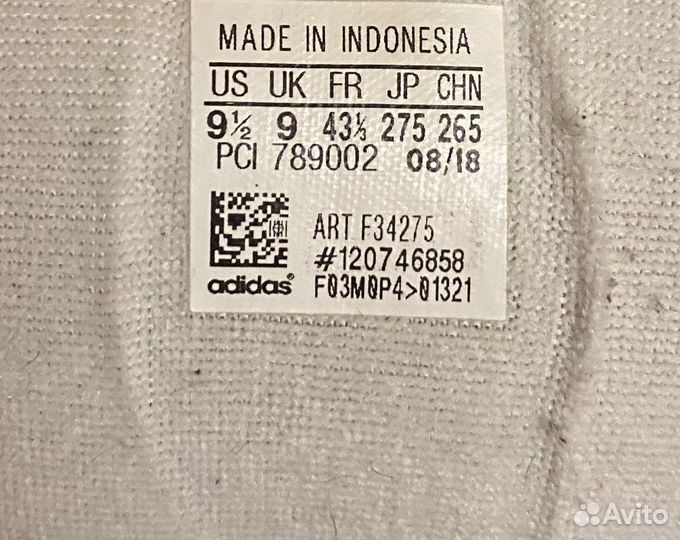 MADE IN INDONESIA
US UK FR JP CHN
9½ 9 43⅓ 275 265
PCI 789002 08/18
ART F34275
#120746858
adidas® F03M0P4>01321
Avito